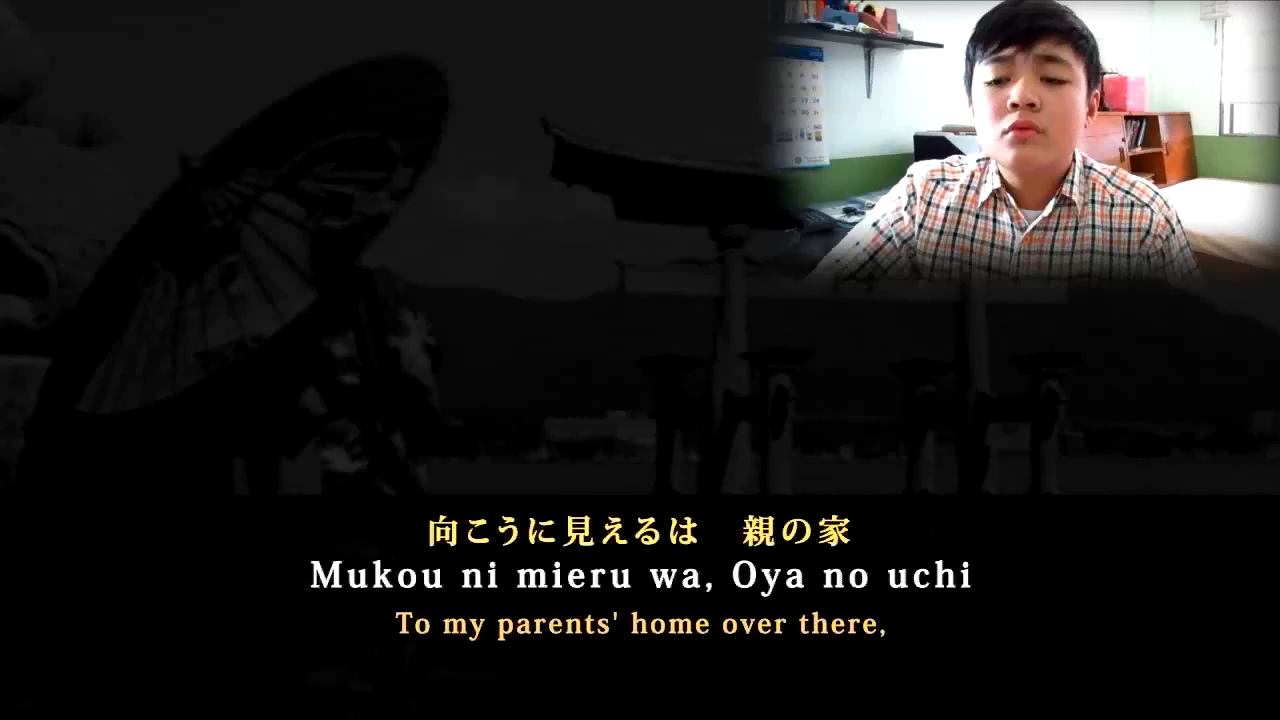 向こうに見えるは　親の家
Mukou ni mieru wa, Oya no uchi
To my parents' home over there,